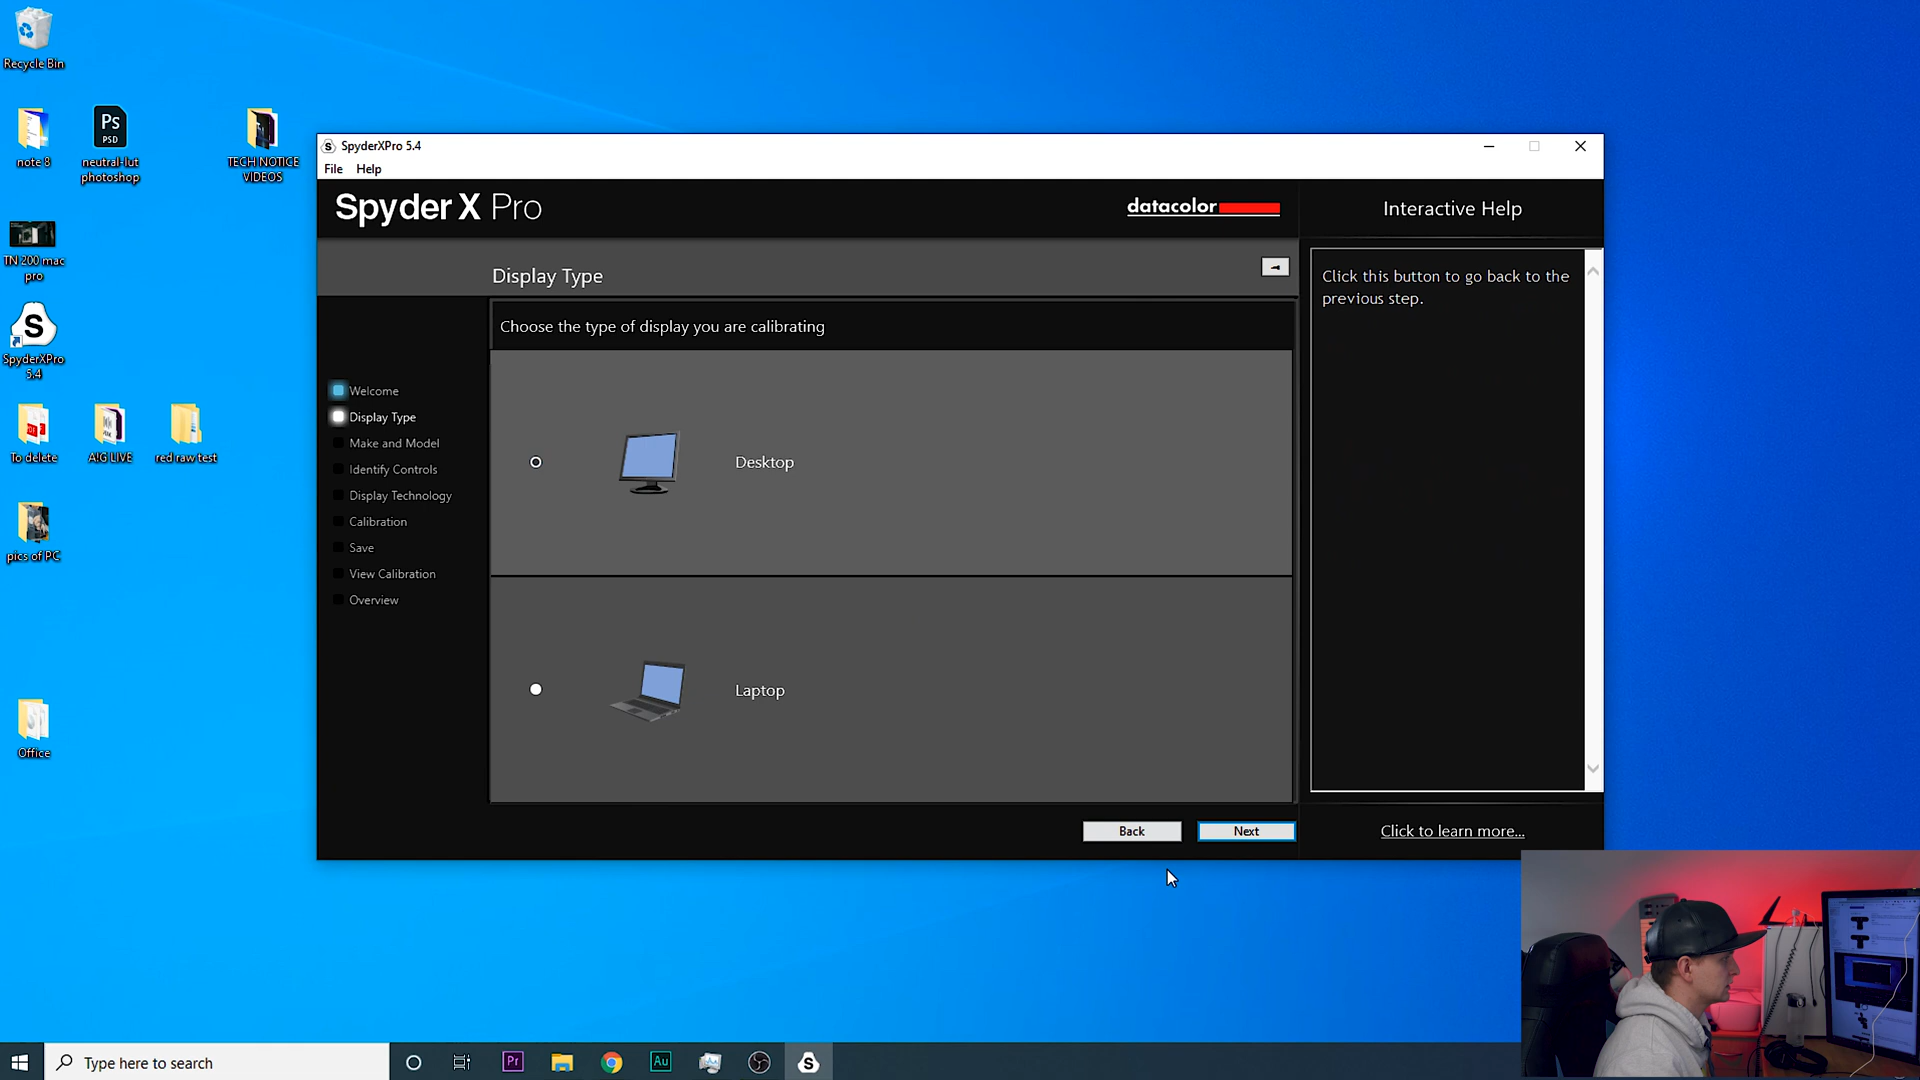 Recycle Bin
note 8
Ps
PSD
neutral-lut
photoshop
TECH NOTICE
VIDEOS
TN 200 mac
pro
S
SpyderXPro
5.4
To delete
A!G LIVE
red raw test
pics of PC
Office
SpyderXPro 5.4
File Help
Spyder X Pro
datacolor
Interactive Help
Display Type
Click this button to go back to the
previous step.
Choose the type of display you are calibrating
Welcome
Display Type
Make and Model
Identify Controls
Display Technology
Calibration
Save
View Calibration
Overview
Desktop
Laptop
Back
Next
Click to learn more...
Type here to search
Pr
Au
S